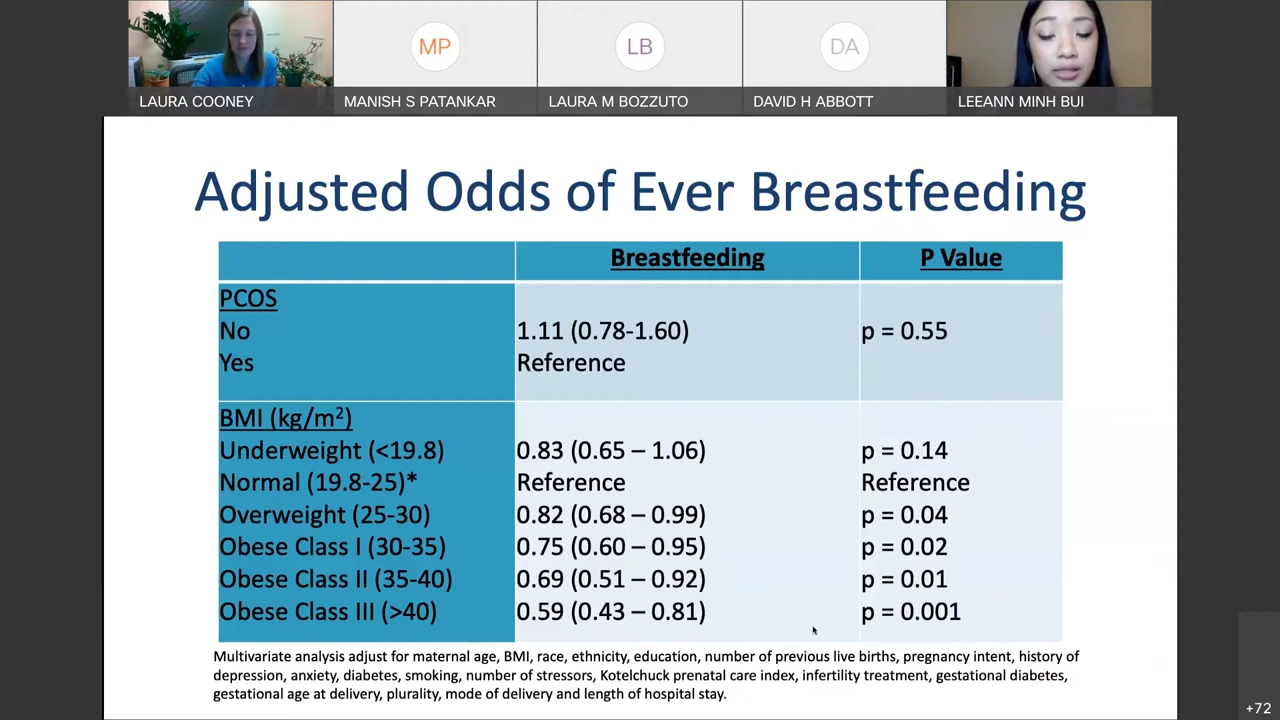 MP
LB
DA
LAURA COONEY
MANISH S PATANKAR
LAURA M BOZZUTO
DAVID H ABBOTT
LEEANN MINH BUI
Adjusted Odds of Ever Breastfeeding
Breastfeeding P Value
PCOS
No 1.11 (0.78-1.60) p = 0.55
Yes Reference
BMI (kg/m²)
Underweight (<19.8) 0.83 (0.65 – 1.06) p = 0.14
Normal (19.8-25)* Reference Reference
Overweight (25-30) 0.82 (0.68 – 0.99) p = 0.04
Obese Class I (30-35) 0.75 (0.60 – 0.95) p = 0.02
Obese Class II (35-40) 0.69 (0.51 – 0.92) p = 0.01
Obese Class III (>40) 0.59 (0.43 – 0.81) p = 0.001
Multivariate analysis adjust for maternal age, BMI, race, ethnicity, education, number of previous live births, pregnancy intent, history of
depression, anxiety, diabetes, smoking, number of stressors, Kotelchuck prenatal care index, infertility treatment, gestational diabetes,
gestational age at delivery, plurality, mode of delivery and length of hospital stay.
+72